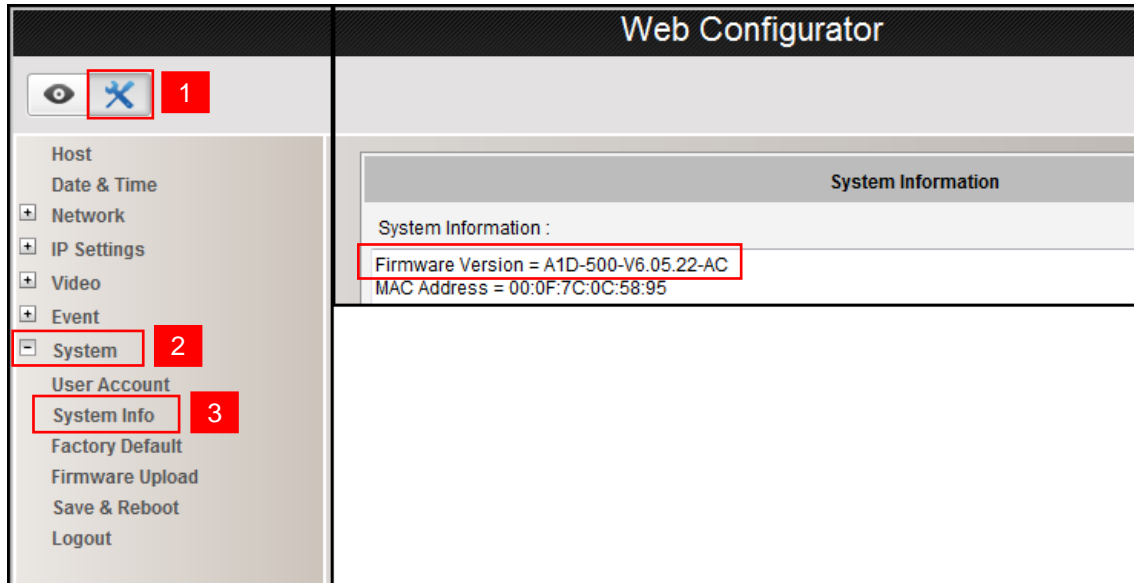 Web Configurator
1
Host
Date & Time
Network
IP Settings
Video
Event
System
2
User Account
System Info
3
Factory Default
Firmware Upload
Save & Reboot
Logout
System Information
System Information :
Firmware Version = A1D-500-V6.05.22-AC
MAC Address = 00:0F:7C:0C:58:95